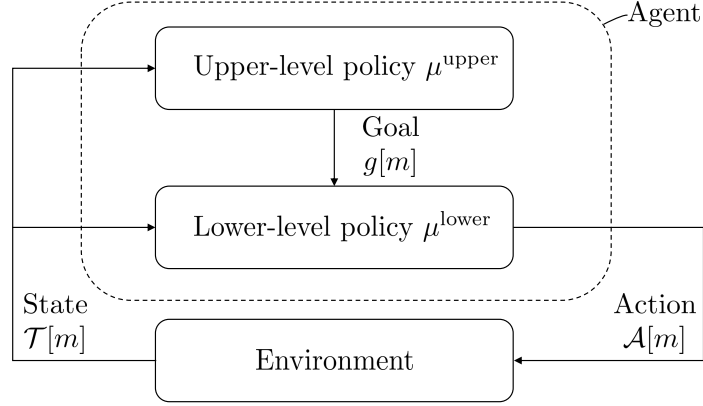 Agent
Upper-level policy μ^upper
Goal
g[m]
Lower-level policy μ^lower
State
𝒯[m]
Action
𝒜[m]
Environment